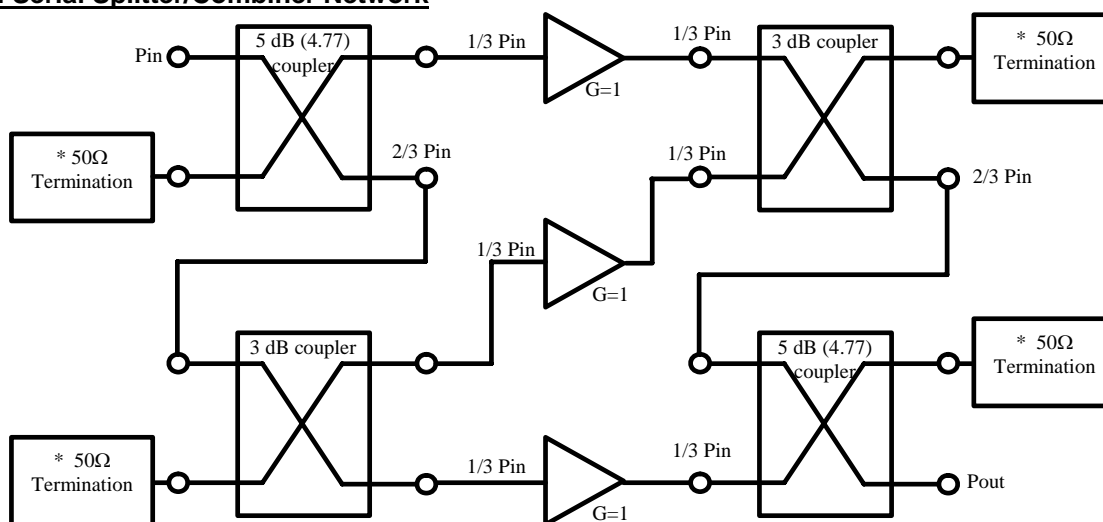 Serial Splitter/Combiner Network
5 dB (4.77)
coupler
Pin
1/3 Pin
G=1
1/3 Pin
3 dB coupler
* 50Ω
Termination
* 50Ω
Termination
2/3 Pin
1/3 Pin
2/3 Pin
1/3 Pin
G=1
3 dB coupler
5 dB (4.77)
coupler
* 50Ω
Termination
* 50Ω
Termination
1/3 Pin
G=1
1/3 Pin
Pout